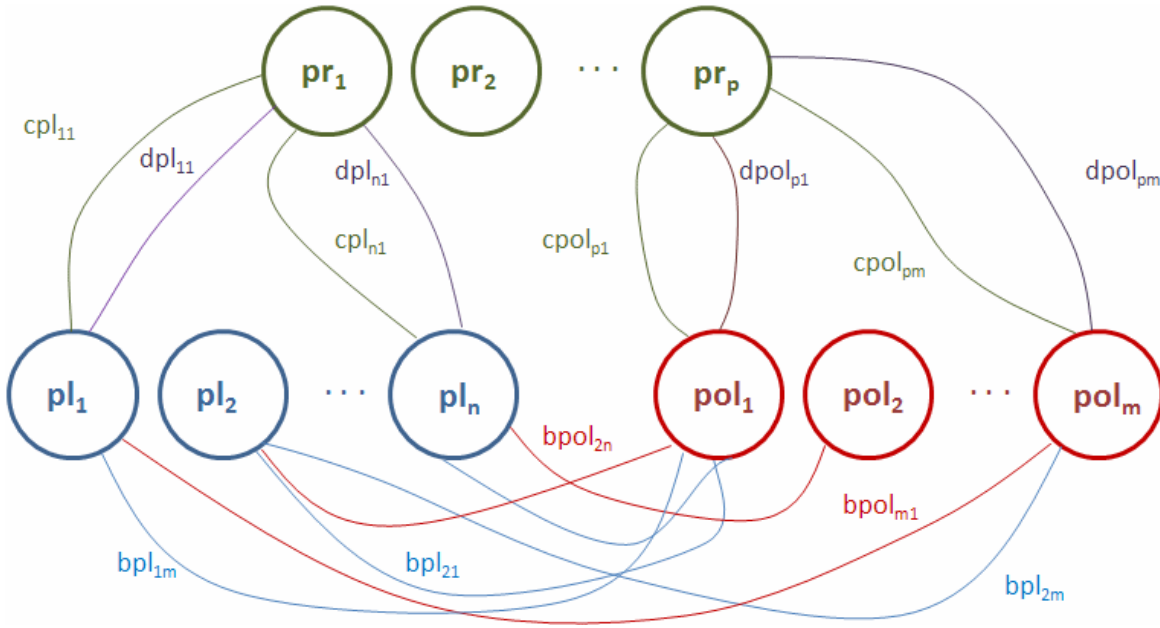 pr₁
pr₂
...
prₚ
cpl₁₁
dpl₁₁
dplₙ₁
dpolₚ₁
dpolₚₘ
cplₙ₁
cpolₚ₁
cpolₚₘ
pl₁
pl₂
...
plₙ
pol₁
pol₂
...
polₘ
bpol₂ₙ
bpolₘ₁
bpl₁ₘ
bpl₂₁
bpl₂ₘ